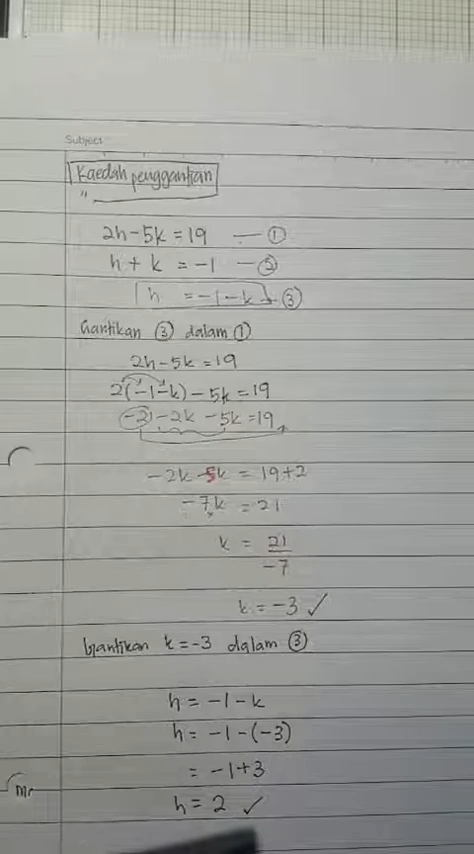 Subject
Kaedah penggantian
2h - 5k = 19 — ①
h + k = -1 — ②
h = -1 - k — ③
Gantikan ③ dalam ①
2h - 5k = 19
2(-1 - k) - 5k = 19
-2 - 2k - 5k = 19
-2k - 5k = 19 + 2
-7k = 21
k = 21
-7
k = -3 ✓
Gantikan k = -3 dalam ③
h = -1 - k
h = -1 - (-3)
= -1 + 3
h = 2 ✓